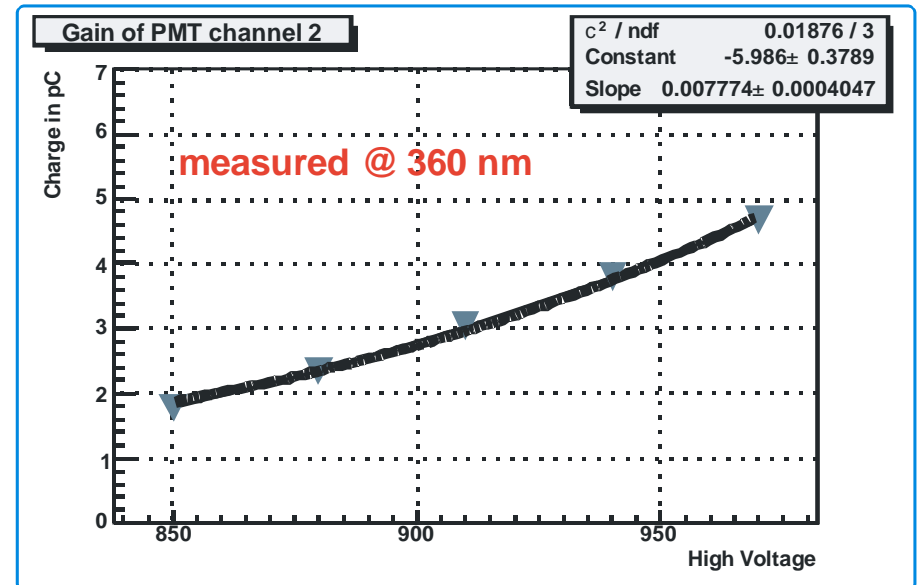 Gain of PMT channel 2
c² / ndf 0.01876 / 3
Constant -5.986± 0.3789
Slope 0.007774± 0.0004047
Charge in pC
7
6
5
4
3
2
1
0
measured @ 360 nm
850 900 950
High Voltage